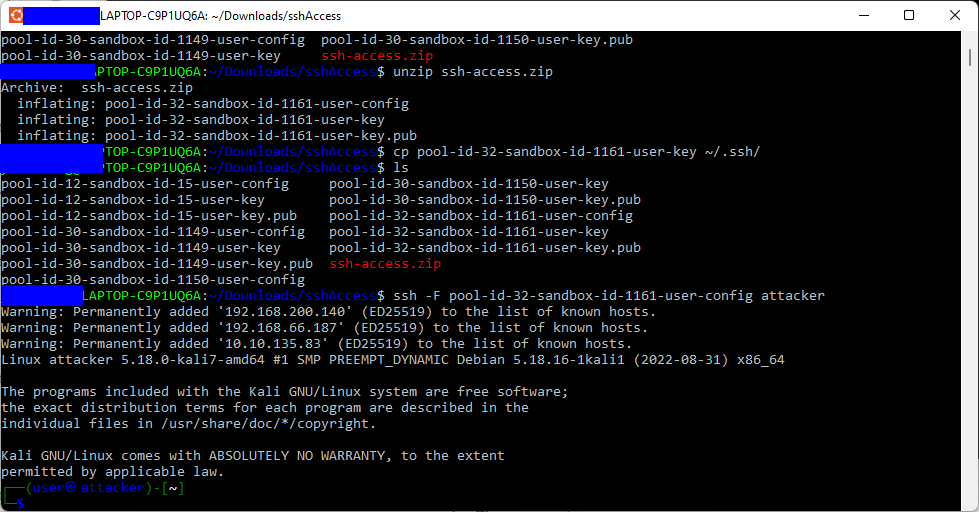 LAPTOP-C9P1UQ6A: ~/Downloads/sshAccess
pool-id-30-sandbox-id-1149-user-config  pool-id-30-sandbox-id-1150-user-key.pub
pool-id-30-sandbox-id-1149-user-key     ssh-access.zip
APTOP-C9P1UQ6A:~/Downloads/sshAccess$ unzip ssh-access.zip
Archive:  ssh-access.zip
  inflating: pool-id-32-sandbox-id-1161-user-config
  inflating: pool-id-32-sandbox-id-1161-user-key
  inflating: pool-id-32-sandbox-id-1161-user-key.pub
PTOP-C9P1UQ6A:~/Downloads/sshAccess$ cp pool-id-32-sandbox-id-1161-user-key ~/.ssh/
PTOP-C9P1UQ6A:~/Downloads/sshAccess$ ls
pool-id-12-sandbox-id-15-user-config     pool-id-30-sandbox-id-1150-user-key
pool-id-12-sandbox-id-15-user-key        pool-id-30-sandbox-id-1150-user-key.pub
pool-id-12-sandbox-id-15-user-key.pub    pool-id-32-sandbox-id-1161-user-config
pool-id-30-sandbox-id-1149-user-config   pool-id-32-sandbox-id-1161-user-key
pool-id-30-sandbox-id-1149-user-key      pool-id-32-sandbox-id-1161-user-key.pub
pool-id-30-sandbox-id-1149-user-key.pub  ssh-access.zip
pool-id-30-sandbox-id-1150-user-config
LAPTOP-C9P1UQ6A:~/Downloads/sshAccess$ ssh -F pool-id-32-sandbox-id-1161-user-config attacker
Warning: Permanently added '192.168.200.140' (ED25519) to the list of known hosts.
Warning: Permanently added '192.168.66.187' (ED25519) to the list of known hosts.
Warning: Permanently added '10.10.135.83' (ED25519) to the list of known hosts.
Linux attacker 5.18.0-kali7-amd64 #1 SMP PREEMPT_DYNAMIC Debian 5.18.16-1kali1 (2022-08-31) x86_64
The programs included with the Kali GNU/Linux system are free software;
the exact distribution terms for each program are described in the
individual files in /usr/share/doc/*/copyright.
Kali GNU/Linux comes with ABSOLUTELY NO WARRANTY, to the extent
permitted by applicable law.
┌──(user㉿attacker)-[~]
└─$